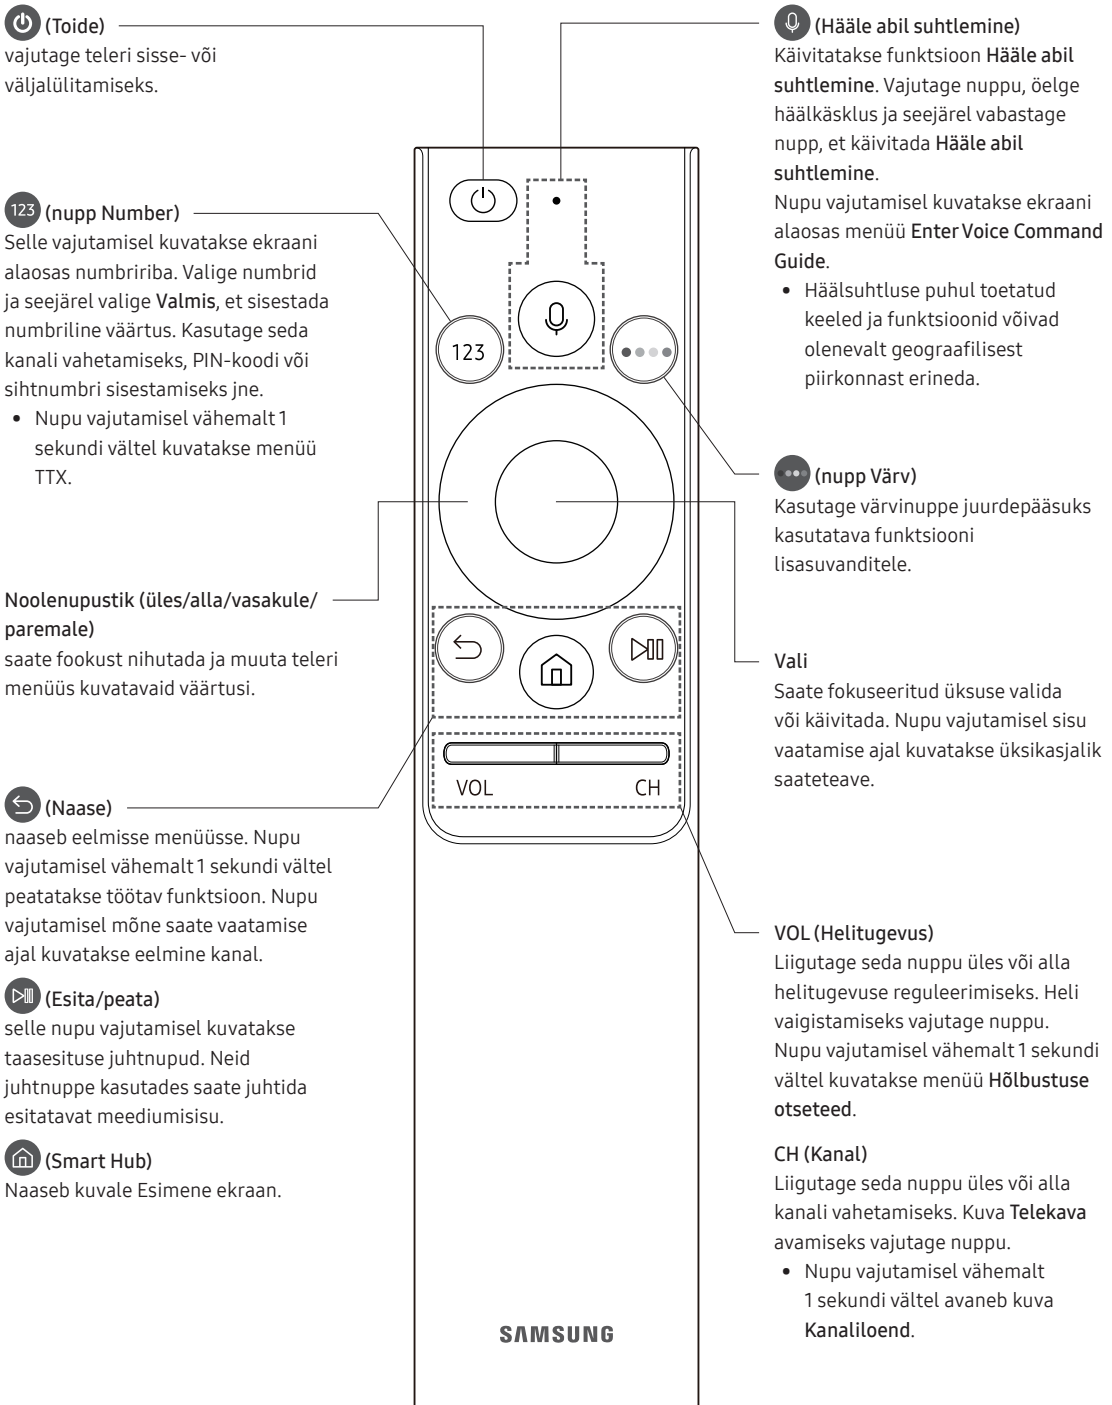 (Toide)
vajutage teleri sisse- või
väljalülitamiseks.
123 (nupp Number)
Selle vajutamisel kuvatakse ekraani
alaosas numbririba. Valige numbrid
ja seejärel valige Valmis, et sisestada
numbriline väärtus. Kasutage seda
kanali vahetamiseks, PIN-koodi või
sihtnumbri sisestamiseks jne.
• Nupu vajutamisel vähemalt 1
sekundi vältel kuvatakse menüü
TTX.
Noolenupustik (üles/alla/vasakule/
paremale)
saate fookust nihutada ja muuta teleri
menüüs kuvatavaid väärtusi.
(Naase)
naaseb eelmisse menüüsse. Nupu
vajutamisel vähemalt 1 sekundi vältel
peatatakse töötav funktsioon. Nupu
vajutamisel mõne saate vaatamise
ajal kuvatakse eelmine kanal.
(Esita/peata)
selle nupu vajutamisel kuvatakse
taasesituse juhtnupud. Neid
juhtnuppe kasutades saate juhtida
esitatavat meediumisisu.
(Smart Hub)
Naaseb kuvale Esimene ekraan.
123
VOL
CH
SAMSUNG
(Hääle abil suhtlemine)
Käivitatakse funktsioon Hääle abil
suhtlemine. Vajutage nuppu, öelge
häälkäsklus ja seejärel vabastage
nupp, et käivitada Hääle abil
suhtlemine.
Nupu vajutamisel kuvatakse ekraani
alaosas menüü Enter Voice Command
Guide.
• Häälsuhtluse puhul toetatud
keeled ja funktsioonid võivad
olenevalt geograafilisest
piirkonnast erineda.
(nupp Värv)
Kasutage värvinuppe juurdepääsuks
kasutatava funktsiooni
lisasuvanditele.
Vali
Saate fokuseeritud üksuse valida
või käivitada. Nupu vajutamisel sisu
vaatamise ajal kuvatakse üksikasjalik
saateteave.
VOL (Helitugevus)
Liigutage seda nuppu üles või alla
helitugevuse reguleerimiseks. Heli
vaigistamiseks vajutage nuppu.
Nupu vajutamisel vähemalt 1 sekundi
vältel kuvatakse menüü Hõlbustuse
otseteed.
CH (Kanal)
Liigutage seda nuppu üles või alla
kanali vahetamiseks. Kuva Telekava
avamiseks vajutage nuppu.
• Nupu vajutamisel vähemalt
1 sekundi vältel avaneb kuva
Kanaliloend.